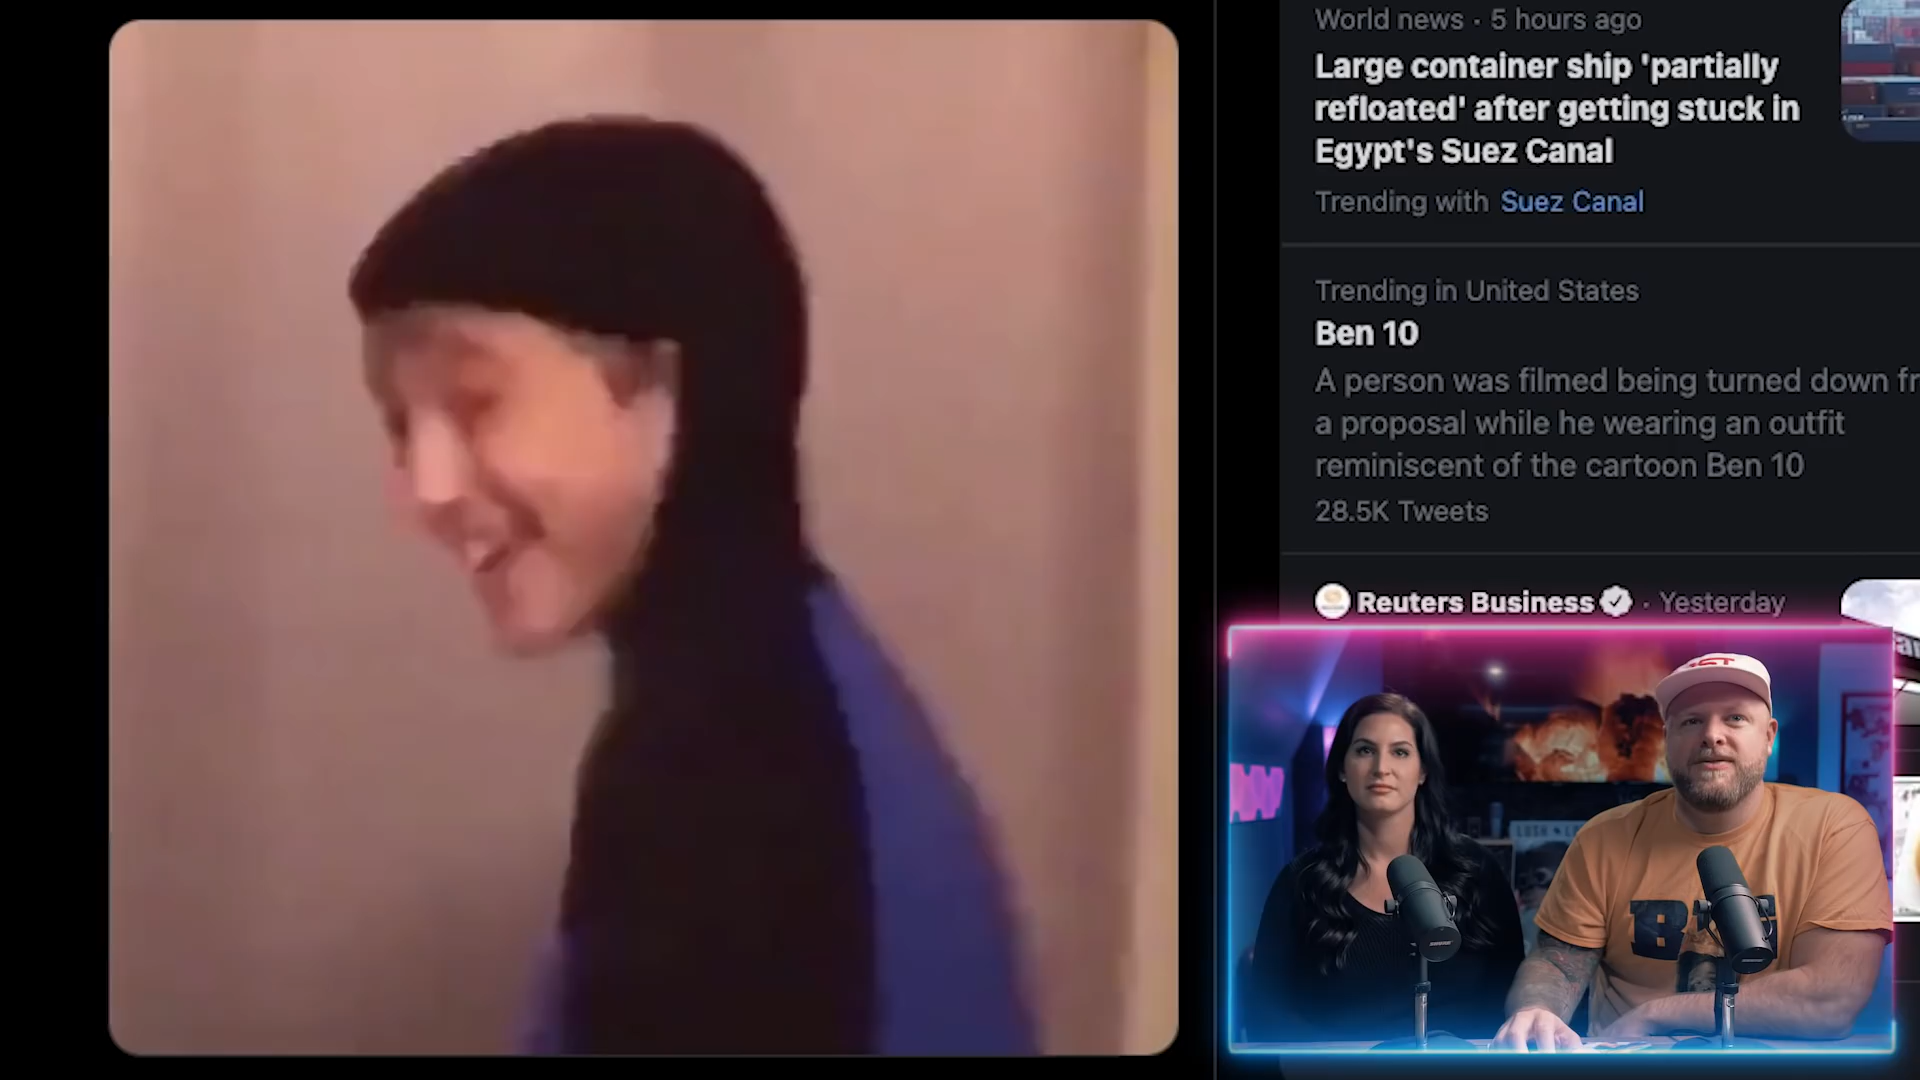 World news · 5 hours ago
Large container ship 'partially
refloated' after getting stuck in
Egypt's Suez Canal
Trending with Suez Canal
Trending in United States
Ben 10
A person was filmed being turned down fr
a proposal while he wearing an outfit
reminiscent of the cartoon Ben 10
28.5K Tweets
Reuters Business · Yesterday